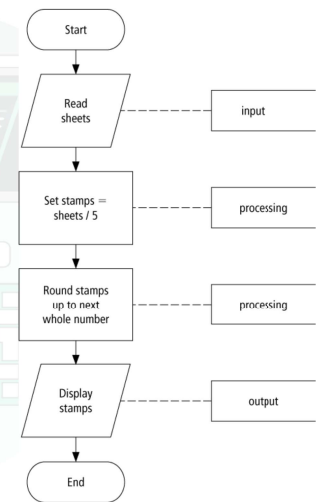 Start
Read
sheets
input
Set stamps =
sheets / 5
processing
Round stamps
up to next
whole number
processing
Display
stamps
output
End